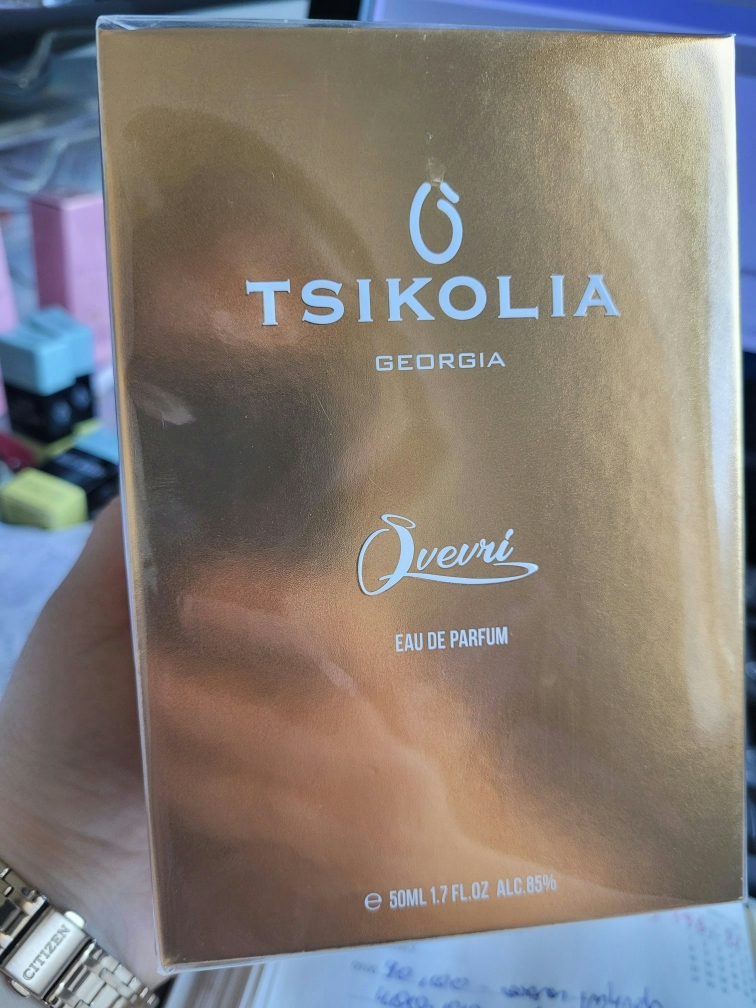 TSIKOLIA
GEORGIA
Qvevri
EAU DE PARFUM
℮ 50ML 1.7 FL.OZ ALC.85%
CITIZEN